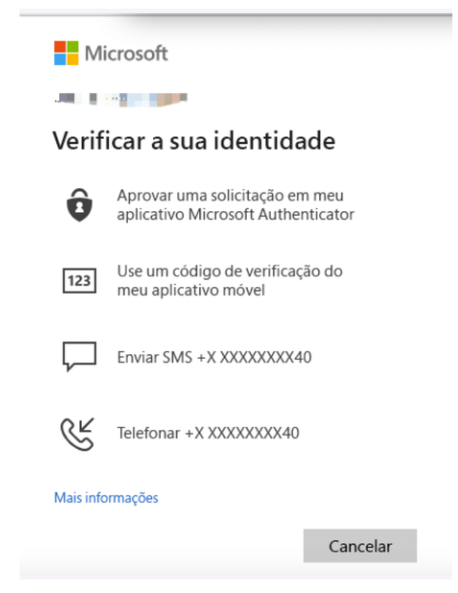 Microsoft
Verificar a sua identidade
Aprovar uma solicitação em meu
aplicativo Microsoft Authenticator
123
Use um código de verificação do
meu aplicativo móvel
Enviar SMS +X XXXXXXXX40
Telefonar +X XXXXXXXX40
Mais informações
Cancelar